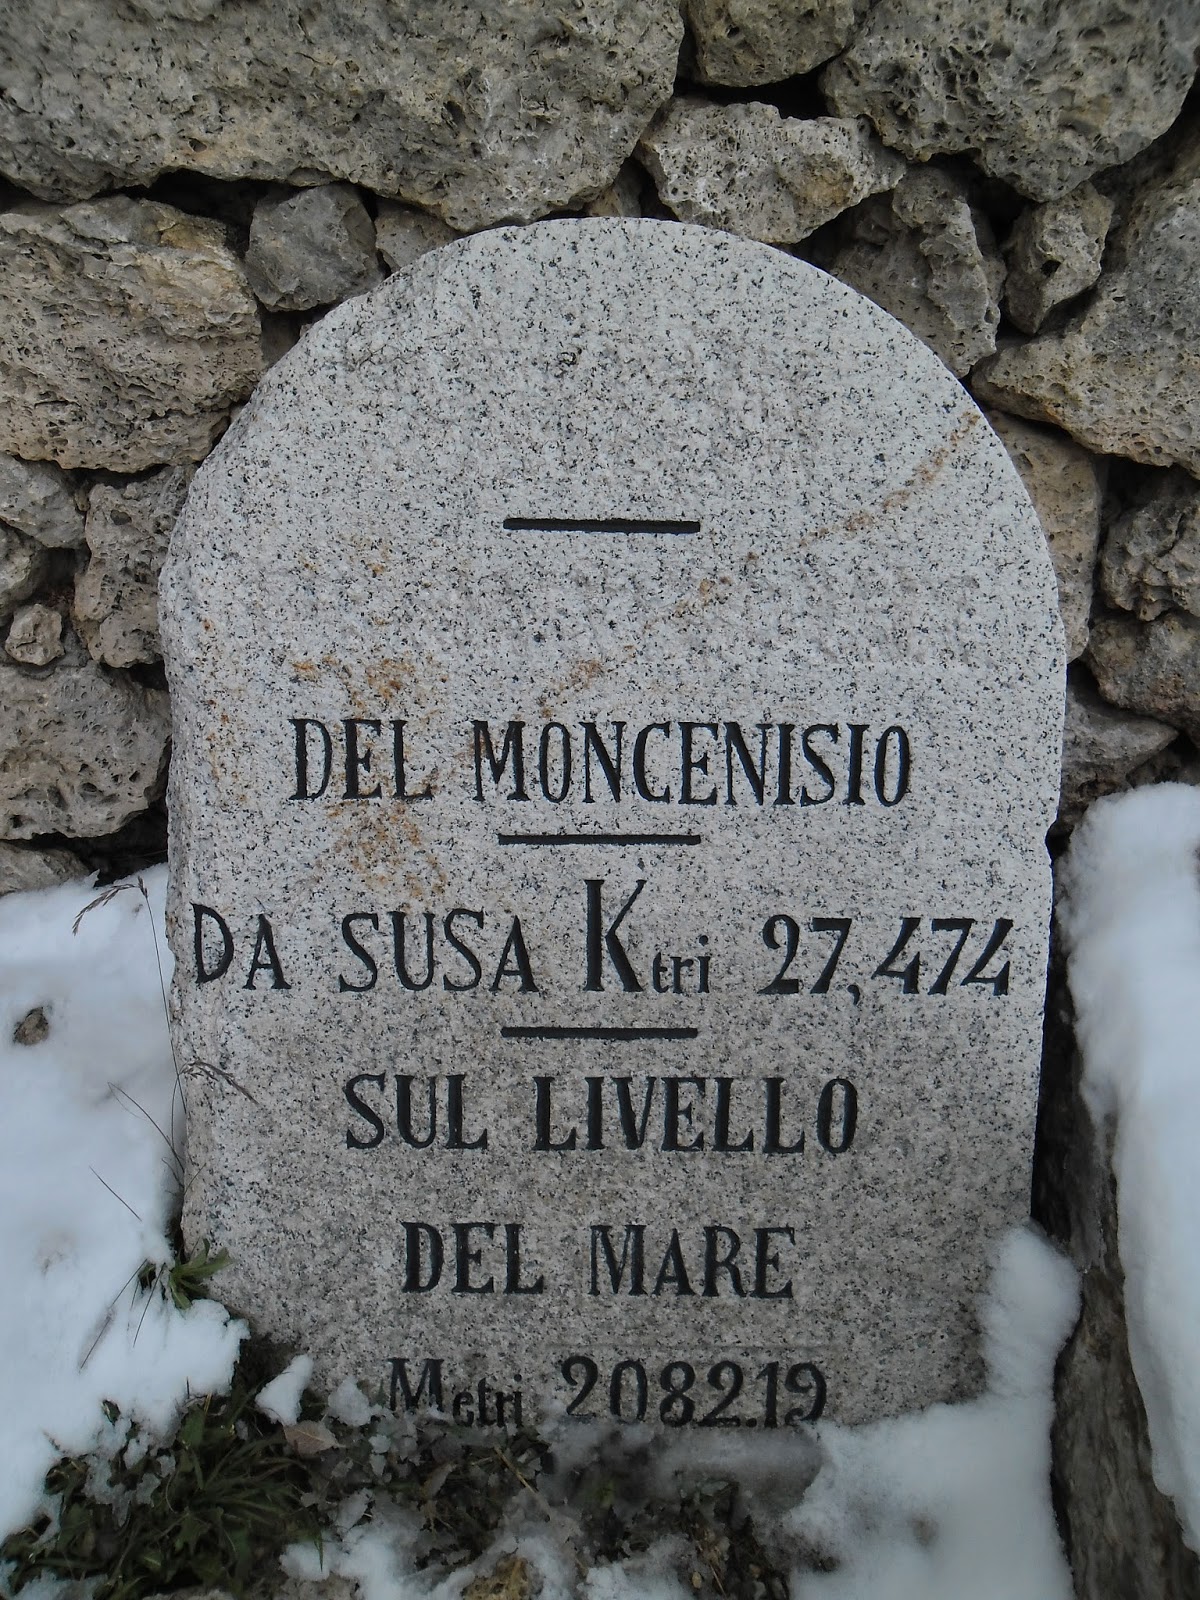 DEL MONCENISIO
DA SUSA Ktri 27,474
SUL LIVELLO
DEL MARE
Metri 2082.19